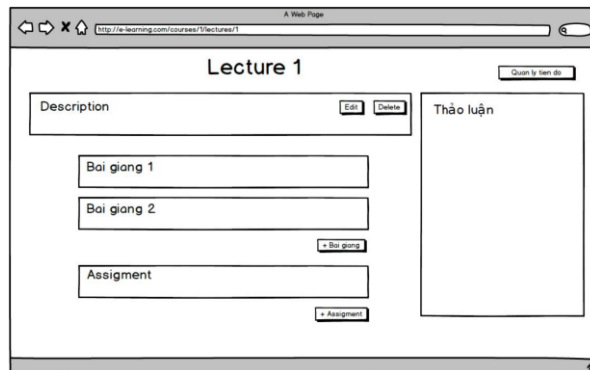 A Web Page
http://e-learning.com/courses/1/lectures/1
Lecture 1
Quan ly tien do
Description
Edit
Delete
Thảo luận
Bai giang 1
Bai giang 2
+ Bai giang
Assigment
+ Assigment